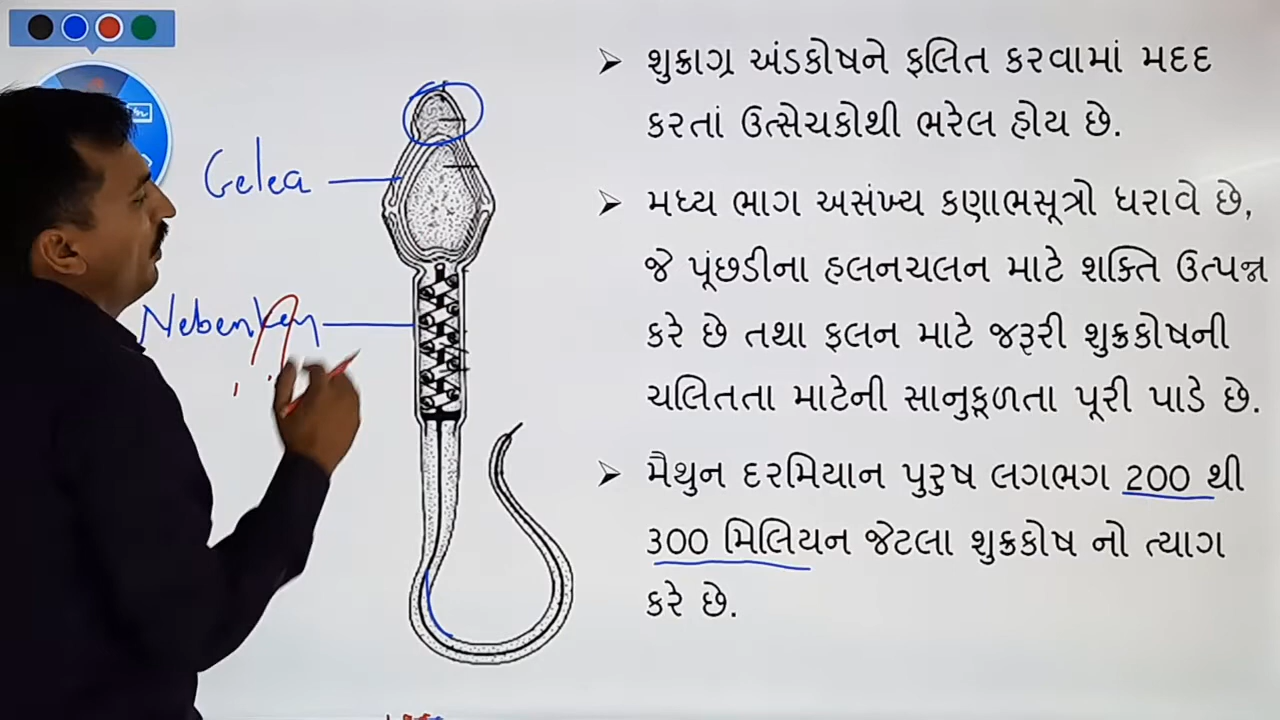 શુક્રાગ્ર અંડકોષને ફલિત કરવામાં મદદ
કરતાં ઉત્સેચકોથી ભરેલ હોય છે.
મધ્ય ભાગ અસંખ્ય કણાભસૂત્રો ધરાવે છે,
જે પૂંછડીના હલનચલન માટે શક્તિ ઉત્પન્ન
કરે છે તથા ફલન માટે જરૂરી શુક્રકોષની
ચલિતતા માટેની સાનુકૂળતા પૂરી પાડે છે.
મૈથુન દરમિયાન પુરુષ લગભગ 200 થી
300 મિલિયન જેટલા શુક્રકોષ નો ત્યાગ
કરે છે.
Gelea